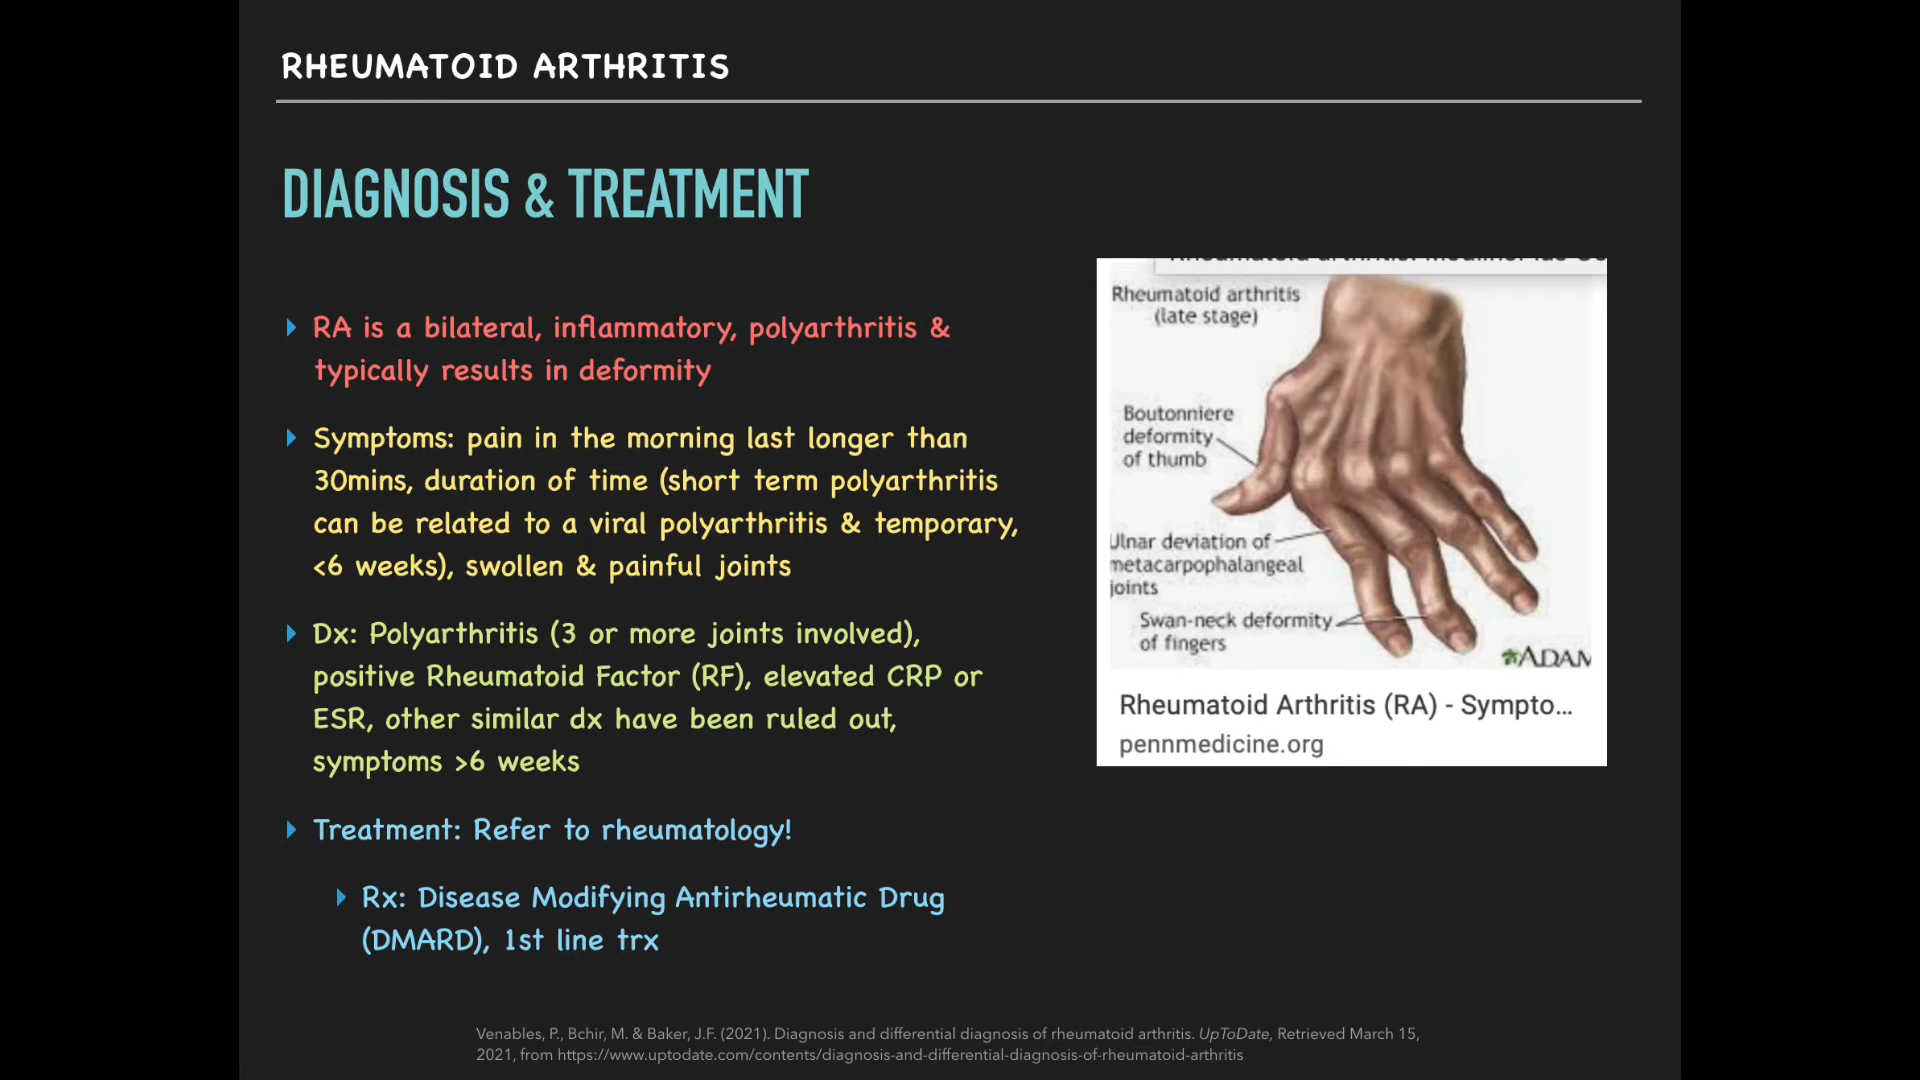 RHEUMATOID ARTHRITIS
DIAGNOSIS & TREATMENT
RA is a bilateral, inflammatory, polyarthritis &
typically results in deformity
Symptoms: pain in the morning last longer than
30mins, duration of time (short term polyarthritis
can be related to a viral polyarthritis & temporary,
<6 weeks), swollen & painful joints
Dx: Polyarthritis (3 or more joints involved),
positive Rheumatoid Factor (RF), elevated CRP or
ESR, other similar dx have been ruled out,
symptoms >6 weeks
Treatment: Refer to rheumatology!
Rx: Disease Modifying Antirheumatic Drug
(DMARD), 1st line trx
Rheumatoid arthritis
(late stage)
Boutonniere
deformity
of thumb
Ulnar deviation of
metacarpophalangeal
joints
Swan-neck deformity
of fingers
ADAM
Rheumatoid Arthritis (RA) - Sympto...
pennmedicine.org
Venables, P., Bchir, M. & Baker, J.F. (2021). Diagnosis and differential diagnosis of rheumatoid arthritis. UpToDate, Retrieved March 15,
2021, from https://www.uptodate.com/contents/diagnosis-and-differential-diagnosis-of-rheumatoid-arthritis